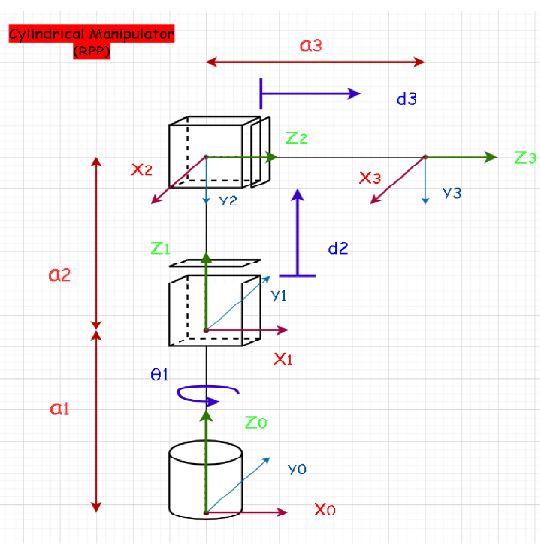 Cylindrical Manipulator
(RPP)
a3
d3
Z2
Z3
X2
X3
y2
y3
Z1
d2
a2
y1
X1
θ1
a1
Z0
y0
X0